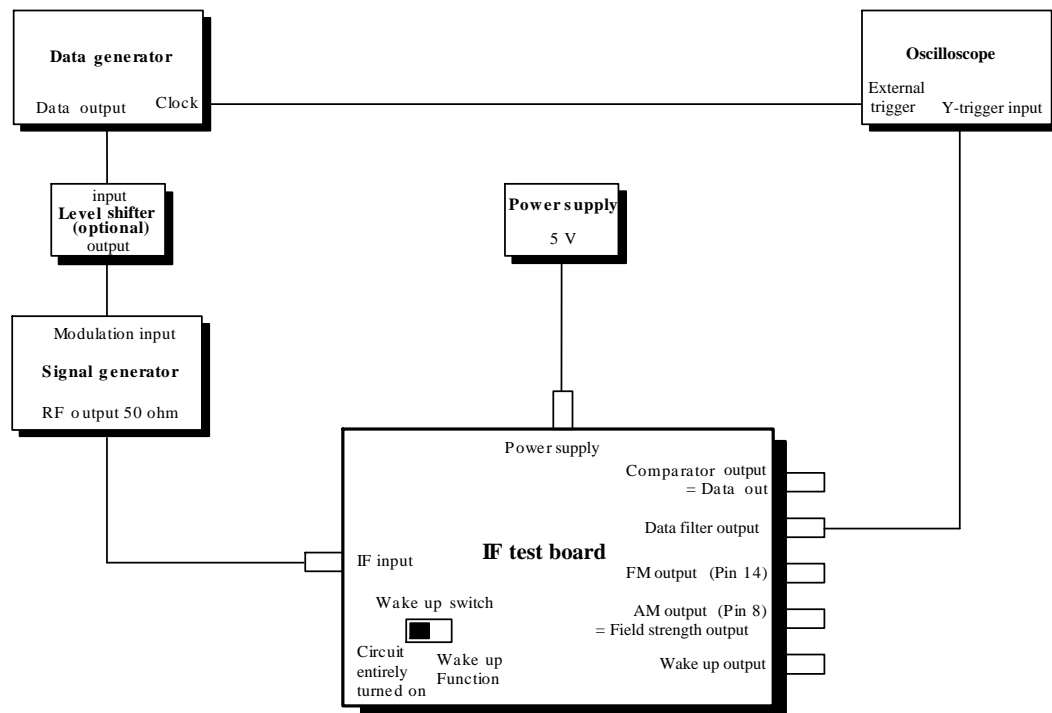 Data generator
Data output
Clock
Oscilloscope
External
trigger
Y-trigger input
input
Level shifter
(optional)
output
Power supply
5 V
Modulation input
Signal generator
RF output 50 ohm
Power supply
Comparator output
= Data out
Data filter output
IF test board
IF input
FM output (Pin 14)
Wake up switch
AM output (Pin 8)
= Field strength output
Circuit
entirely
turned on
Wake up
Function
Wake up output